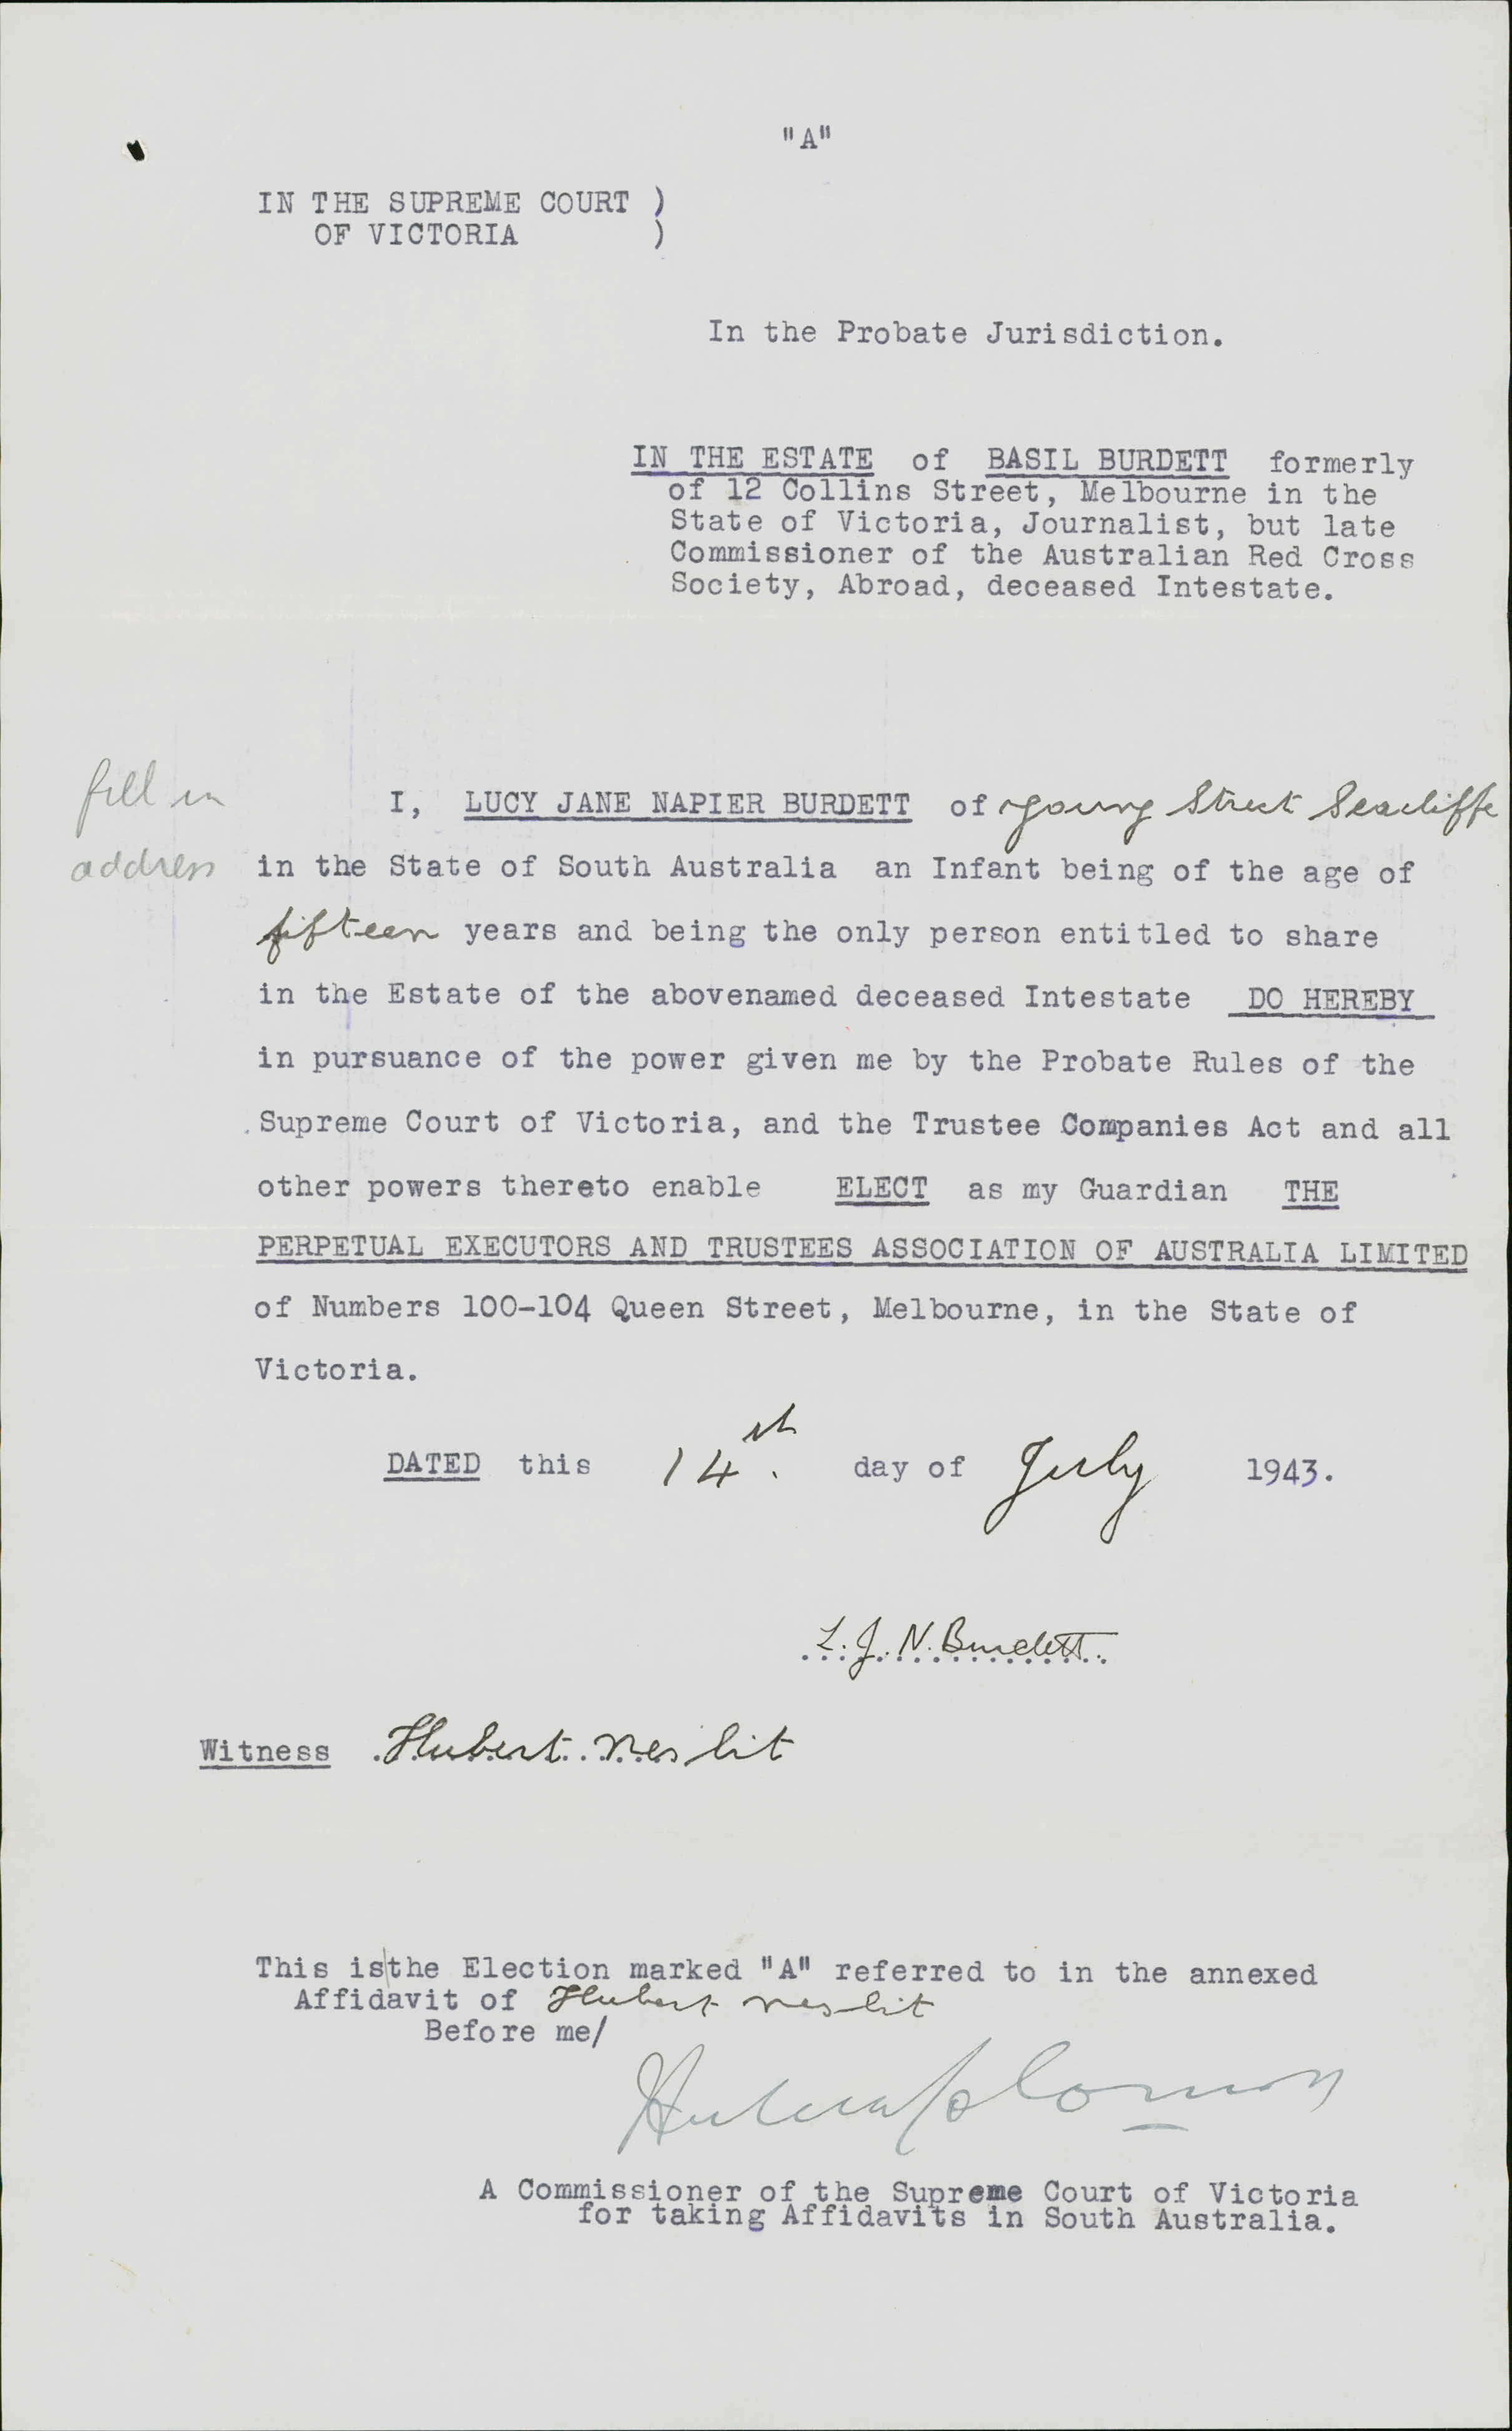 "A"
IN THE SUPREME COURT )
OF VICTORIA )
In the Probate Jurisdiction.
IN THE ESTATE of BASIL BURDETT formerly
of 12 Collins Street, Melbourne in the
State of Victoria, Journalist, but late
Commissioner of the Australian Red Cross
Society, Abroad, deceased Intestate.
fill in
address
I, LUCY JANE NAPIER BURDETT of Young Street Seacliffe
in the State of South Australia an Infant being of the age of
fifteen years and being the only person entitled to share
in the Estate of the abovenamed deceased Intestate DO HEREBY
in pursuance of the power given me by the Probate Rules of the
Supreme Court of Victoria, and the Trustee Companies Act and all
other powers thereto enable ELECT as my Guardian THE
PERPETUAL EXECUTORS AND TRUSTEES ASSOCIATION OF AUSTRALIA LIMITED
of Numbers 100-104 Queen Street, Melbourne, in the State of
Victoria.
DATED this 14th. day of July 1943.
L. J. N. Burdett.
Witness Hubert Nesbit
This is the Election marked "A" referred to in the annexed
Affidavit of Hubert Nesbit
Before me/
A Commissioner of the Supreme Court of Victoria
for taking Affidavits in South Australia.